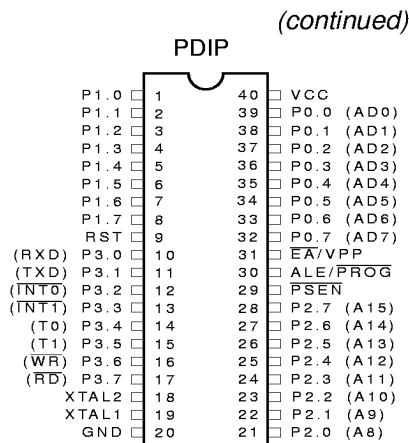 (continued)
PDIP
P1.0 1 40 VCC
P1.1 2 39 P0.0 (AD0)
P1.2 3 38 P0.1 (AD1)
P1.3 4 37 P0.2 (AD2)
P1.4 5 36 P0.3 (AD3)
P1.5 6 35 P0.4 (AD4)
P1.6 7 34 P0.5 (AD5)
P1.7 8 33 P0.6 (AD6)
RST 9 32 P0.7 (AD7)
(RXD) P3.0 10 31 E̅A̅/VPP
(TXD) P3.1 11 30 ALE/P̅R̅O̅G̅
(I̅N̅T̅0̅) P3.2 12 29 P̅S̅E̅N̅
(I̅N̅T̅1̅) P3.3 13 28 P2.7 (A15)
(T0) P3.4 14 27 P2.6 (A14)
(T1) P3.5 15 26 P2.5 (A13)
(W̅R̅) P3.6 16 25 P2.4 (A12)
(R̅D̅) P3.7 17 24 P2.3 (A11)
XTAL2 18 23 P2.2 (A10)
XTAL1 19 22 P2.1 (A9)
GND 20 21 P2.0 (A8)